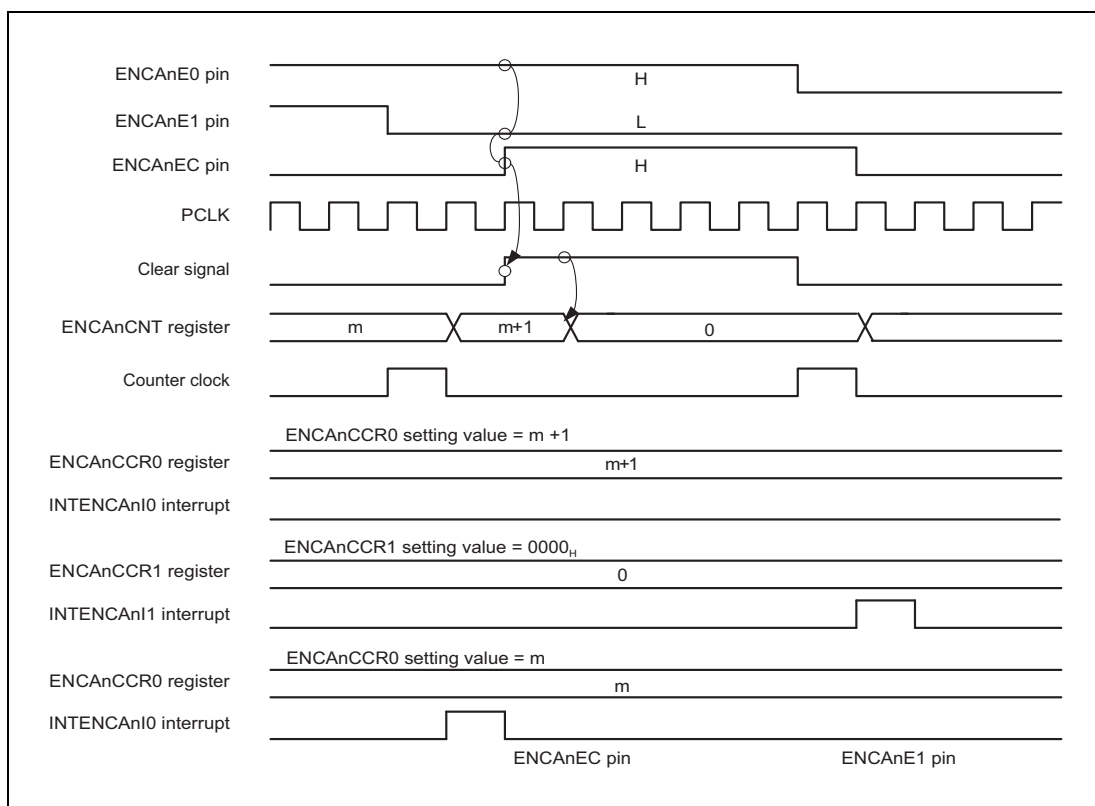 ENCAnE0 pin
H
ENCAnE1 pin
L
ENCAnEC pin
H
PCLK
Clear signal
ENCAnCNT register
m
m+1
0
Counter clock
ENCAnCCR0 setting value = m +1
ENCAnCCR0 register
m+1
INTENCAnI0 interrupt
ENCAnCCR1 setting value = 0000H
ENCAnCCR1 register
0
INTENCAnI1 interrupt
ENCAnCCR0 setting value = m
ENCAnCCR0 register
m
INTENCAnI0 interrupt
ENCAnEC pin
ENCAnE1 pin